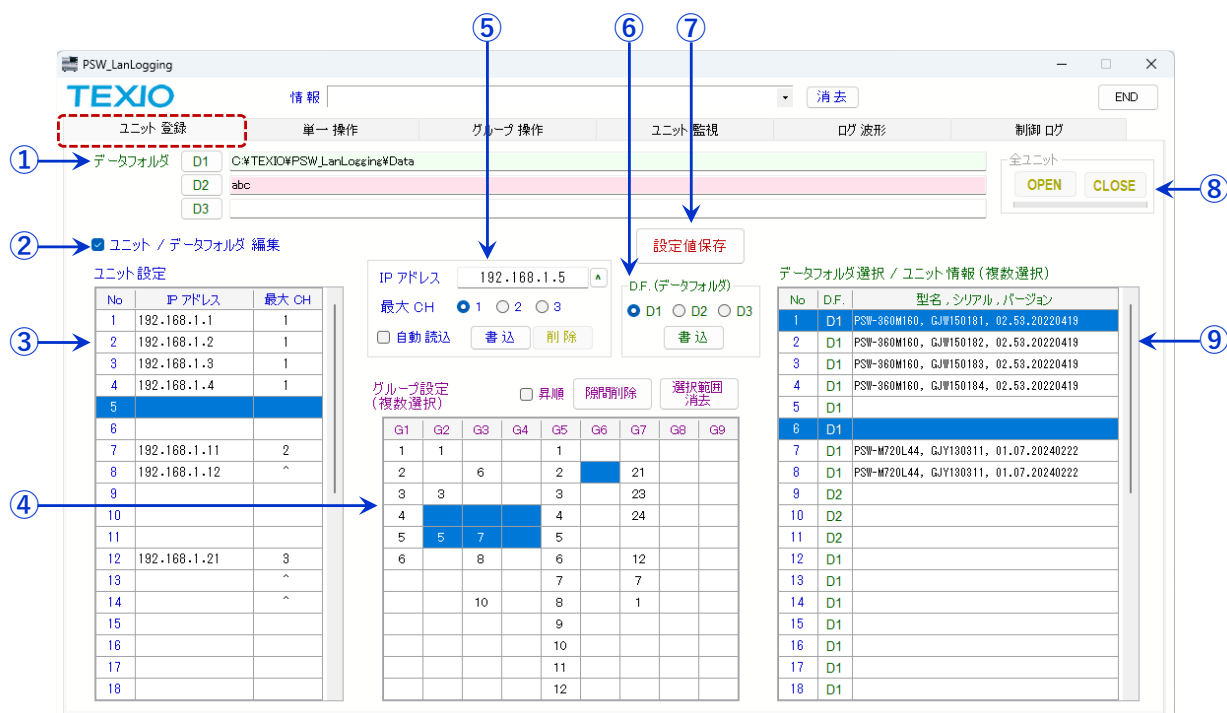 ⑤ ⑥ ⑦
PSW_LanLogging
TEXIO 情報 消去 END
ユニット 登録 単一 操作 グループ 操作 ユニット 監視 ログ 波形 制御 ログ
① データフォルダ D1 C:¥TEXIO¥PSW_LanLogging¥Data 全ユニット
D2 abc OPEN CLOSE ⑧
D3
② ユニット / データフォルダ 編集 設定値保存
ユニット 設定 IP アドレス 192.168.1.5 ^ D.F. (データフォルダ) データフォルダ選択 / ユニット 情報 (複数選択)
最大 CH 1 2 3 D1 D2 D3
自動 読込 書 込 削 除 書 込
③
No IP アドレス 最大 CH
1 192.168.1.1 1
2 192.168.1.2 1
3 192.168.1.3 1
4 192.168.1.4 1
5
6
7 192.168.1.11 2
8 192.168.1.12 ^
9
10
11
12 192.168.1.21 3
13 ^
14 ^
15
16
17
18
④
グループ設定
(複数選択) 昇順 隙間削除 選択範囲
消去
G1 G2 G3 G4 G5 G6 G7 G8 G9
1 1 1
2 6 2 21
3 3 3 23
4 4 24
5 5 7 5
6 8 6 12
7 7
10 8 1
9
10
11
12
⑨
No D.F. 型名 , シリアル , バージョン
1 D1 PSW-360M160, GJW150181, 02.53.20220419
2 D1 PSW-360M160, GJW150182, 02.53.20220419
3 D1 PSW-360M160, GJW150183, 02.53.20220419
4 D1 PSW-360M160, GJW150184, 02.53.20220419
5 D1
6 D1
7 D1 PSW-M720L44, GJY130311, 01.07.20240222
8 D1 PSW-M720L44, GJY130311, 01.07.20240222
9 D2
10 D2
11 D2
12 D1
13 D1
14 D1
15 D1
16 D1
17 D1
18 D1